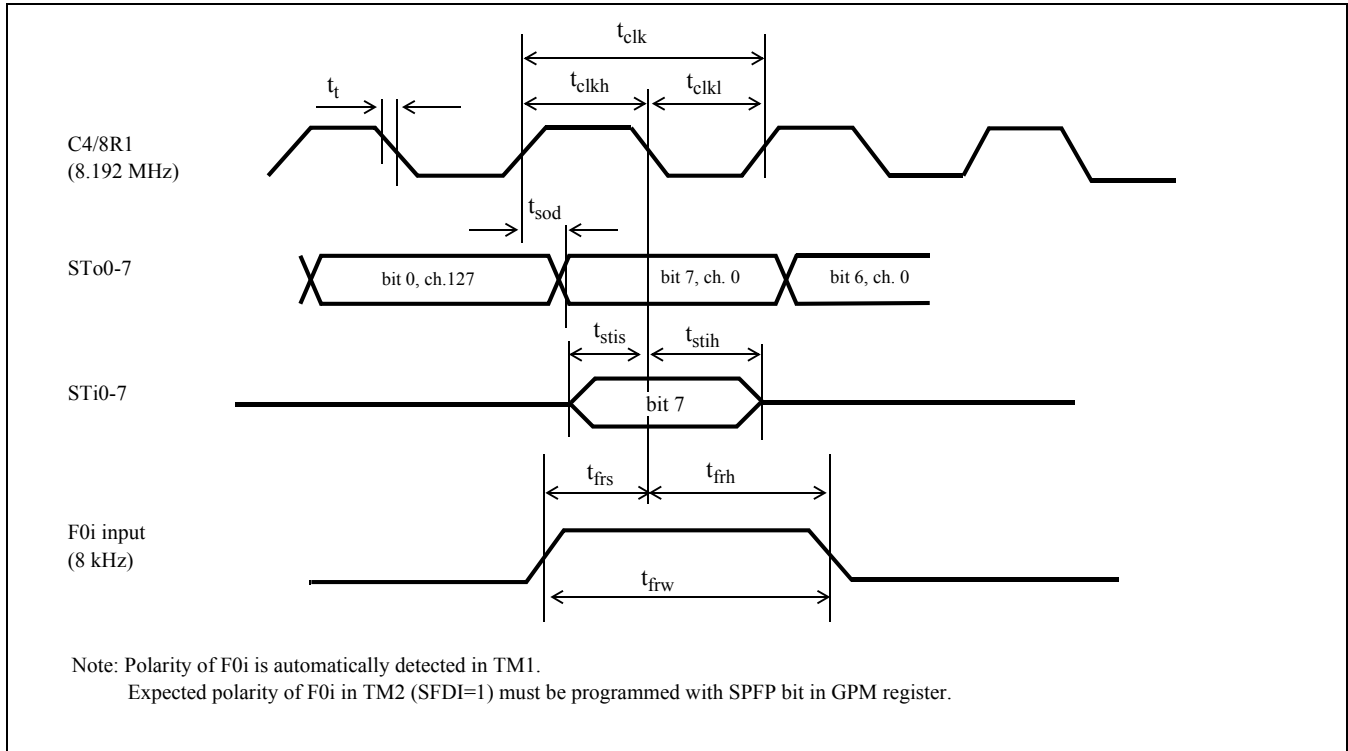 t_clk
t_clkh
t_clkl
t_t
C4/8R1
(8.192 MHz)
t_sod
STo0-7
bit 0, ch.127
bit 7, ch. 0
bit 6, ch. 0
t_stis
t_stih
STi0-7
bit 7
t_frs
t_frh
F0i input
(8 kHz)
t_frw
Note: Polarity of F0i is automatically detected in TM1.
Expected polarity of F0i in TM2 (SFDI=1) must be programmed with SPFP bit in GPM register.